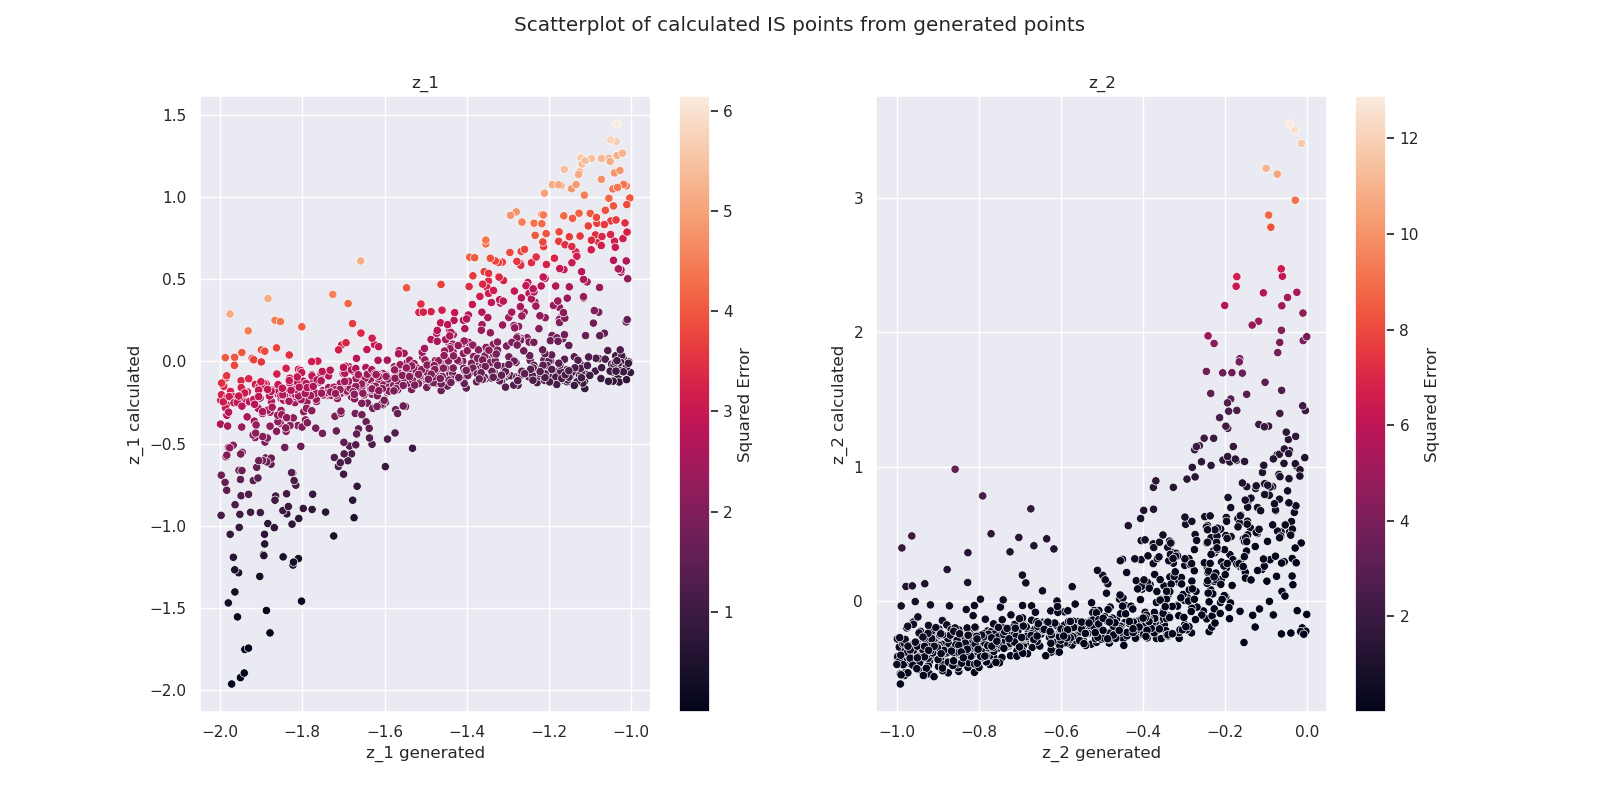 Scatterplot of calculated IS points from generated points
z_1
1.5
1.0
0.5
0.0
−0.5
−1.0
−1.5
−2.0
z_1 calculated
−2.0 −1.8 −1.6 −1.4 −1.2 −1.0
z_1 generated
6
5
4
3
2
1
Squared Error
z_2
3
2
1
0
z_2 calculated
−1.0 −0.8 −0.6 −0.4 −0.2 0.0
z_2 generated
12
10
8
6
4
2
Squared Error